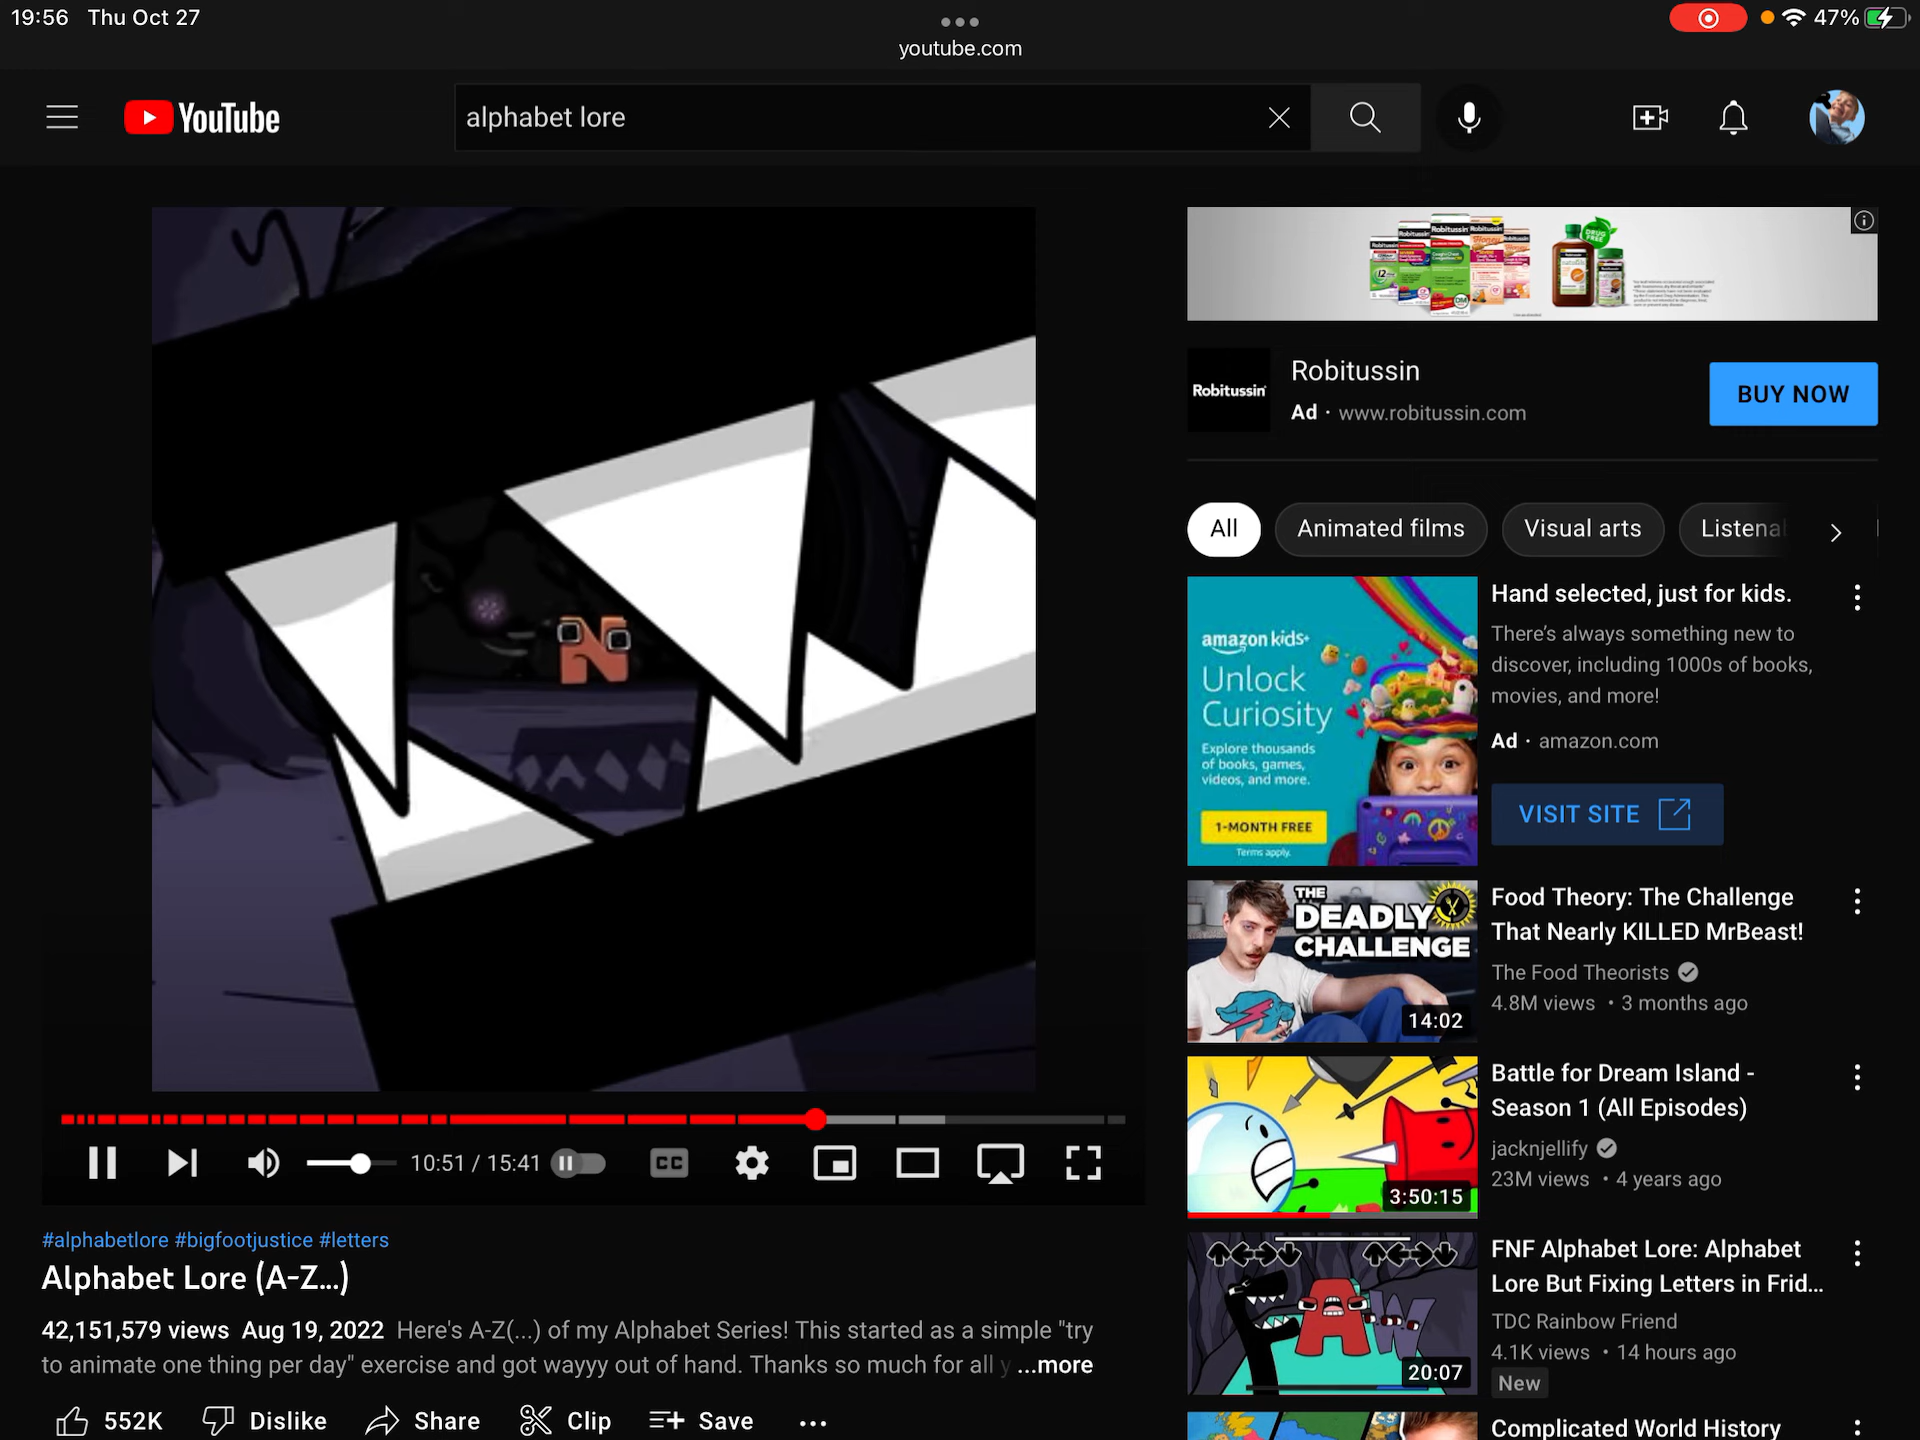 19:56 Thu Oct 27
47%
youtube.com
YouTube
alphabet lore
N
10:51 / 15:41
CC
#alphabetlore #bigfootjustice #letters
Alphabet Lore (A-Z...)
42,151,579 views Aug 19, 2022 Here's A-Z(...) of my Alphabet Series! This started as a simple "try
to animate one thing per day" exercise and got wayyy out of hand. Thanks so much for all y ...more
552K Dislike Share Clip Save
Robitussin
DRUG
FREE
Robitussin
Robitussin
Ad · www.robitussin.com
BUY NOW
All Animated films Visual arts Listena
amazon kids+
Unlock
Curiosity
Explore thousands
of books, games,
videos, and more.
1-MONTH FREE
Terms apply.
Hand selected, just for kids.
There's always something new to
discover, including 1000s of books,
movies, and more!
Ad · amazon.com
VISIT SITE
THE
DEADLY
CHALLENGE
14:02
Food Theory: The Challenge
That Nearly KILLED MrBeast!
The Food Theorists
4.8M views • 3 months ago
3:50:15
Battle for Dream Island -
Season 1 (All Episodes)
jacknjellify
23M views • 4 years ago
F A W
20:07
FNF Alphabet Lore: Alphabet
Lore But Fixing Letters in Frid...
TDC Rainbow Friend
4.1K views • 14 hours ago
New
Complicated World History